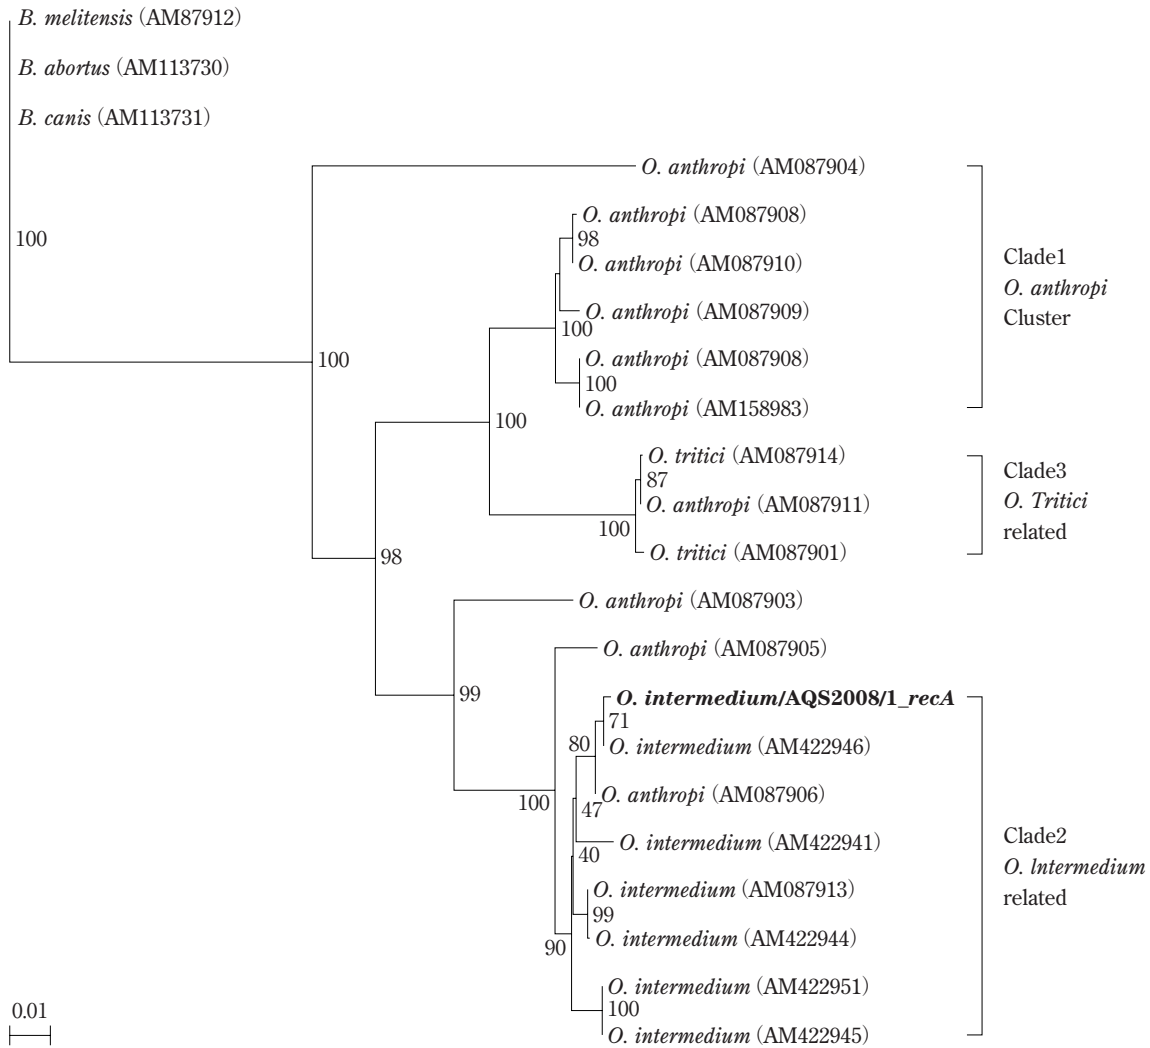 B. melitensis (AM87912)
B. abortus (AM113730)
B. canis (AM113731)
O. anthropi (AM087904)
O. anthropi (AM087908)
100
98
O. anthropi (AM087910)
Clade1
O. anthropi
Cluster
O. anthropi (AM087909)
100
O. anthropi (AM087908)
100
100
O. anthropi (AM158983)
100
O. tritici (AM087914)
Clade3
87
O. Tritici
O. anthropi (AM087911)
100
related
O. tritici (AM087901)
98
O. anthropi (AM087903)
O. anthropi (AM087905)
99
O. intermedium/AQS2008/1_recA
71
80
O. intermedium (AM422946)
O. anthropi (AM087906)
100
47
Clade2
O. lntermedium
related
O. intermedium (AM422941)
40
O. intermedium (AM087913)
99
O. intermedium (AM422944)
90
O. intermedium (AM422951)
100
0.01
O. intermedium (AM422945)